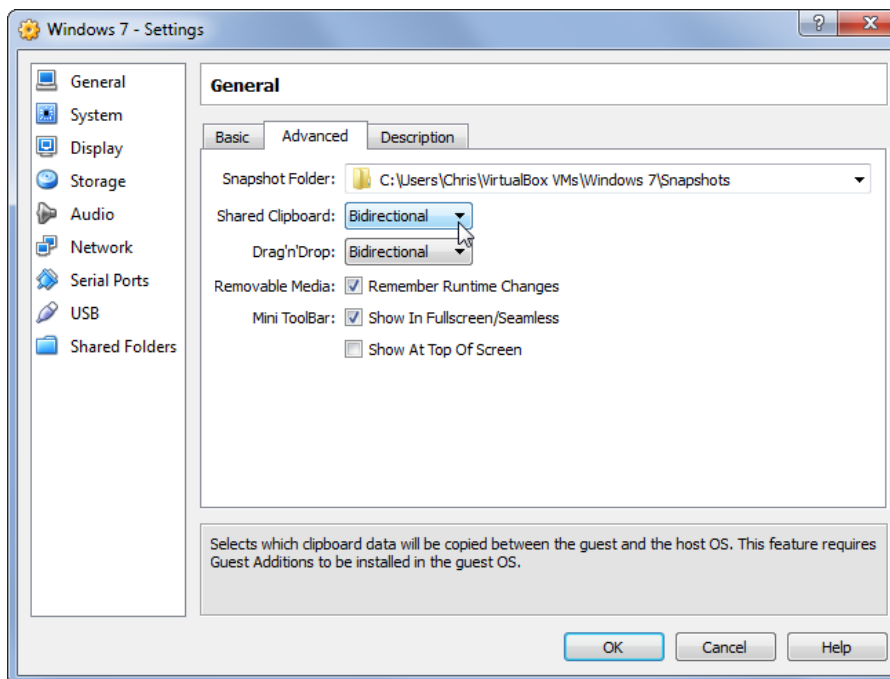 Windows 7 - Settings
General
System
Display
Storage
Audio
Network
Serial Ports
USB
Shared Folders
General
Basic Advanced Description
Snapshot Folder: C:\Users\Chris\VirtualBox VMs\Windows 7\Snapshots
Shared Clipboard: Bidirectional
Drag'n'Drop: Bidirectional
Removable Media: Remember Runtime Changes
Mini ToolBar: Show In Fullscreen/Seamless
Show At Top Of Screen
Selects which clipboard data will be copied between the guest and the host OS. This feature requires
Guest Additions to be installed in the guest OS.
OK Cancel Help